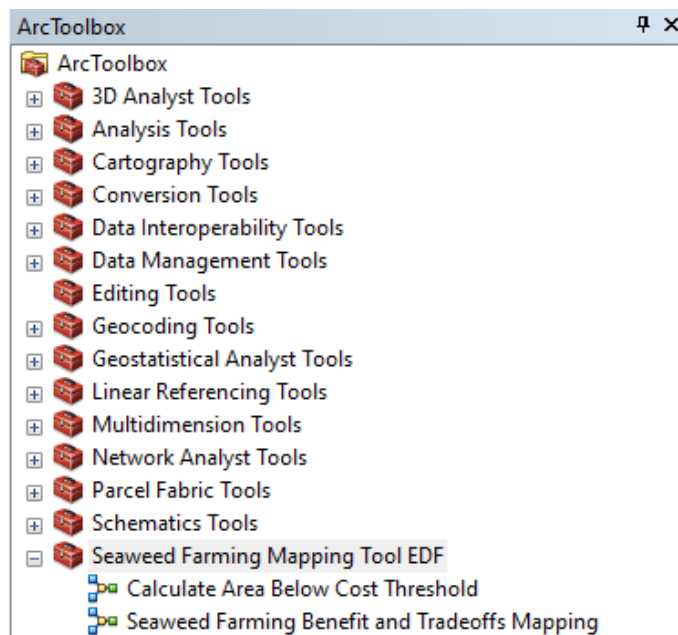 ArcToolbox
ArcToolbox
3D Analyst Tools
Analysis Tools
Cartography Tools
Conversion Tools
Data Interoperability Tools
Data Management Tools
Editing Tools
Geocoding Tools
Geostatistical Analyst Tools
Linear Referencing Tools
Multidimension Tools
Network Analyst Tools
Parcel Fabric Tools
Schematics Tools
Seaweed Farming Mapping Tool EDF
Calculate Area Below Cost Threshold
Seaweed Farming Benefit and Tradeoffs Mapping